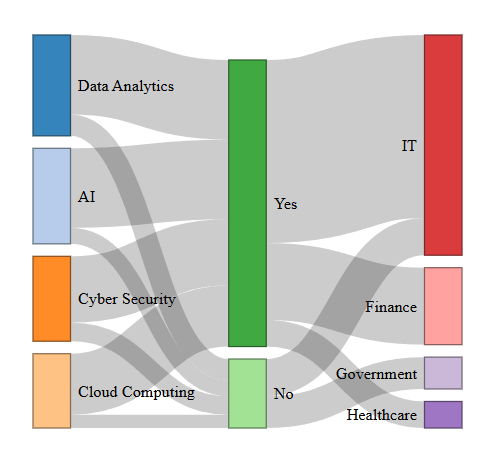 Data Analytics
AI
Cyber Security
Cloud Computing
Yes
No
IT
Finance
Government
Healthcare